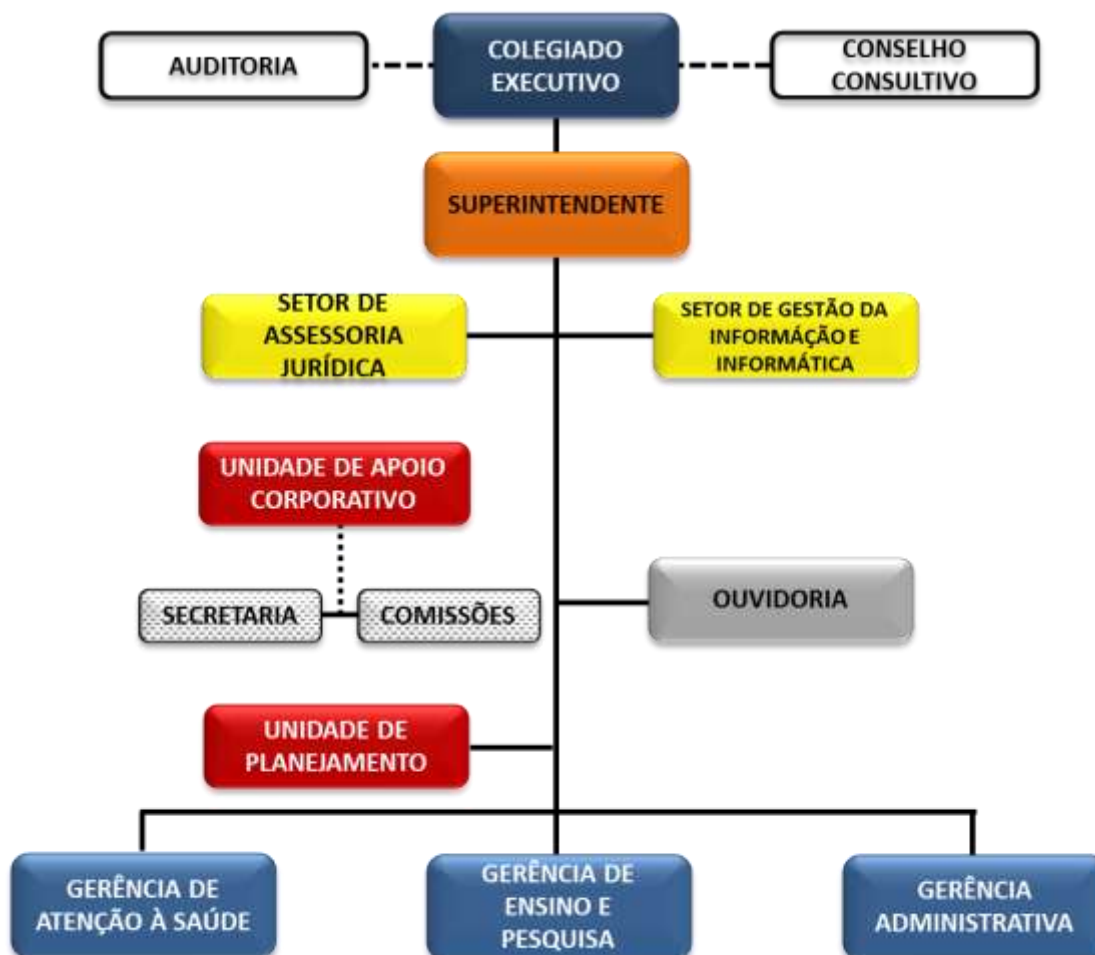 AUDITORIA
COLEGIADO
EXECUTIVO
CONSELHO
CONSULTIVO
SUPERINTENDENTE
SETOR DE
ASSESSORIA
JURÍDICA
SETOR DE GESTÃO DA
INFORMÁÇÃO E
INFORMÁTICA
UNIDADE DE APOIO
CORPORATIVO
SECRETARIA
COMISSÕES
OUVIDORIA
UNIDADE DE
PLANEJAMENTO
GERÊNCIA DE
ATENÇÃO À SAÚDE
GERÊNCIA DE
ENSINO E
PESQUISA
GERÊNCIA
ADMINISTRATIVA